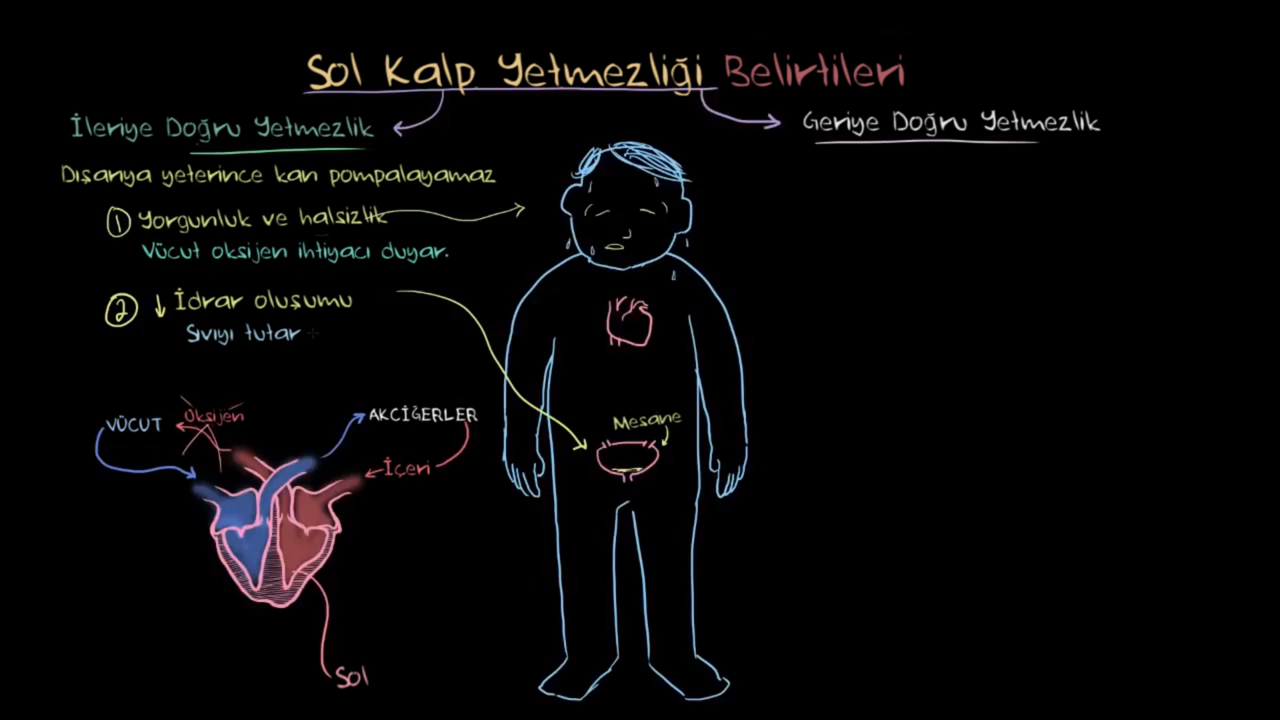 Sol Kalp Yetmezliği Belirtileri
İleriye Doğru Yetmezlik
Geriye Doğru Yetmezlik
Dışarıya yeterince kan pompalayamaz
1 Yorgunluk ve halsizlik
Vücut oksijen ihtiyacı duyar.
2 ↓ İdrar oluşumu
Sıvıyı tutar
VÜCUT
Oksijen
AKCİĞERLER
İçeri
Sol
Mesane